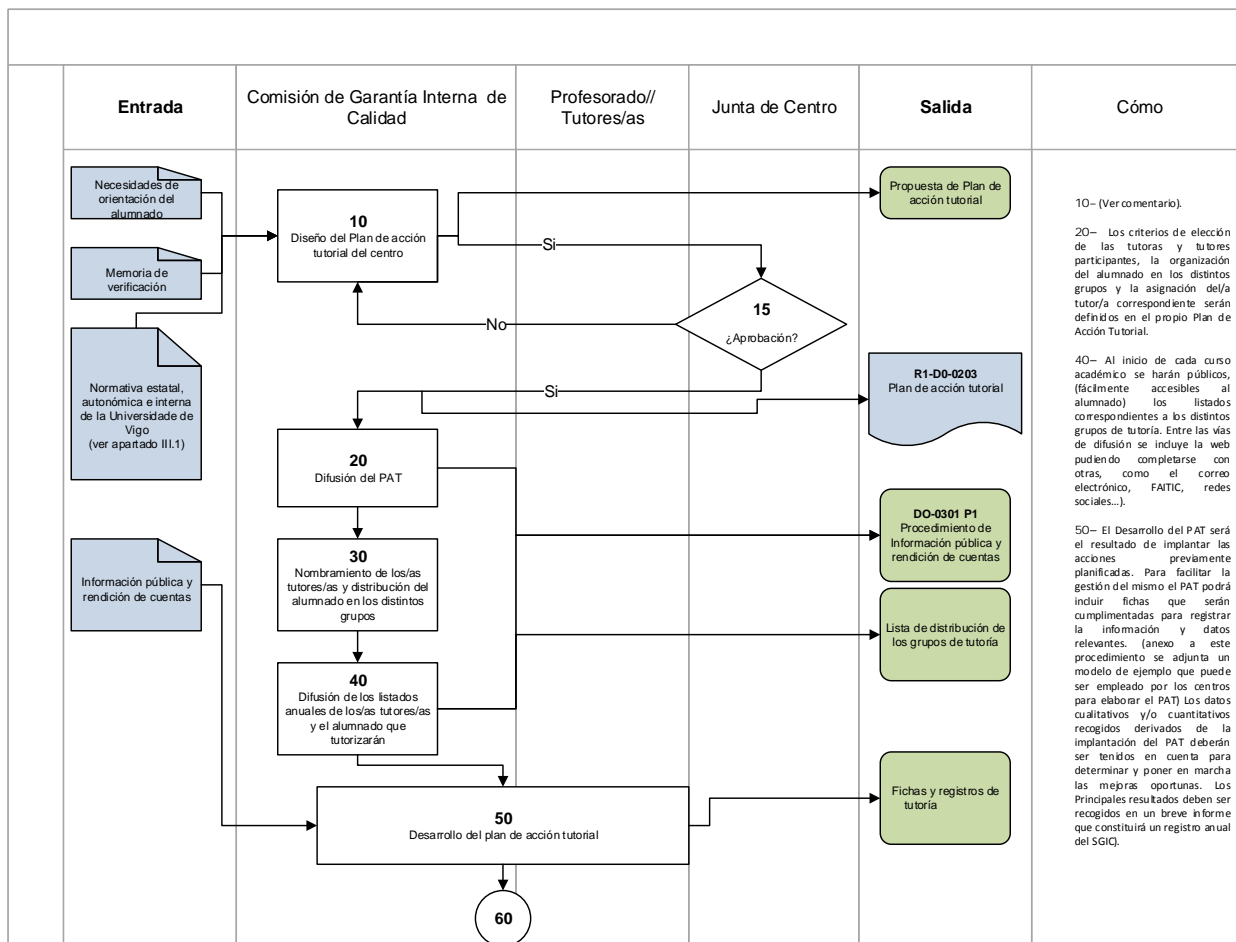 Entrada
Comisión de Garantía Interna de
Calidad
Profesorado//
Tutores/as
Junta de Centro
Salida
Cómo
Necesidades de
orientación del
alumnado
Memoria de
verificación
Normativa estatal,
autonómica e interna
de la Universidade de
Vigo
(ver apartado III.1)
Información pública y
rendición de cuentas
10
Diseño del Plan de acción
tutorial del centro
Si
No
15
¿Aprobación?
Si
20
Difusión del PAT
30
Nombramiento de los/as
tutores/as y distribución del
alumnado en los distintos
grupos
40
Difusión de los listados
anuales de los/as tutores/as
y el alumnado que
tutorizarán
50
Desarrollo del plan de acción tutorial
60
Propuesta de Plan de
acción tutorial
R1-D0-0203
Plan de acción tutorial
DO-0301 P1
Procedimiento de
Información pública y
rendición de cuentas
Lista de distribución de
los grupos de tutoría
Fichas y registros de
tutoría
10– (Ver comentario).
20– Los criterios de elección
de las tutoras y tutores
participantes, la organización
del alumnado en los distintos
grupos y la asignación del/a
tutor/a correspondiente serán
definidos en el propio Plan de
Acción Tutorial.
40– Al inicio de cada curso
académico se harán públicos,
(fácilmente accesibles al
alumnado) los listados
correspondientes a los distintos
grupos de tutoría. Entre las vías
de difusión se incluye la web
pudiendo completarse con
otras, como el correo
electrónico, FAITIC, redes
sociales...).
50– El Desarrollo del PAT será
el resultado de implantar las
acciones previamente
planificadas. Para facilitar la
gestión del mismo el PAT podrá
incluir fichas que serán
cumplimentadas para registrar
la información y datos
relevantes. (anexo a este
procedimiento se adjunta un
modelo de ejemplo que puede
ser empleado por los centros
para elaborar el PAT) Los datos
cualitativos y/o cuantitativos
recogidos derivados de la
implantación del PAT deberán
ser tenidos en cuenta para
determinar y poner en marcha
las mejoras oportunas. Los
Principales resultados deben ser
recogidos en un breve informe
que constituirá un registro anual
del SGIC).